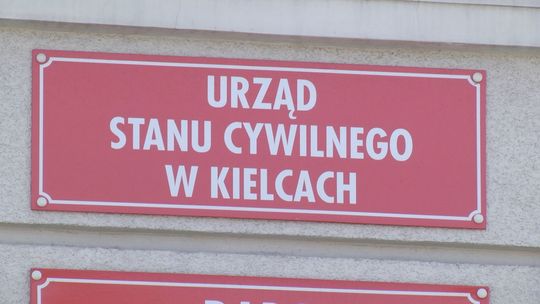 URZĄD
STANU CYWILNEGO
W KIELCACH